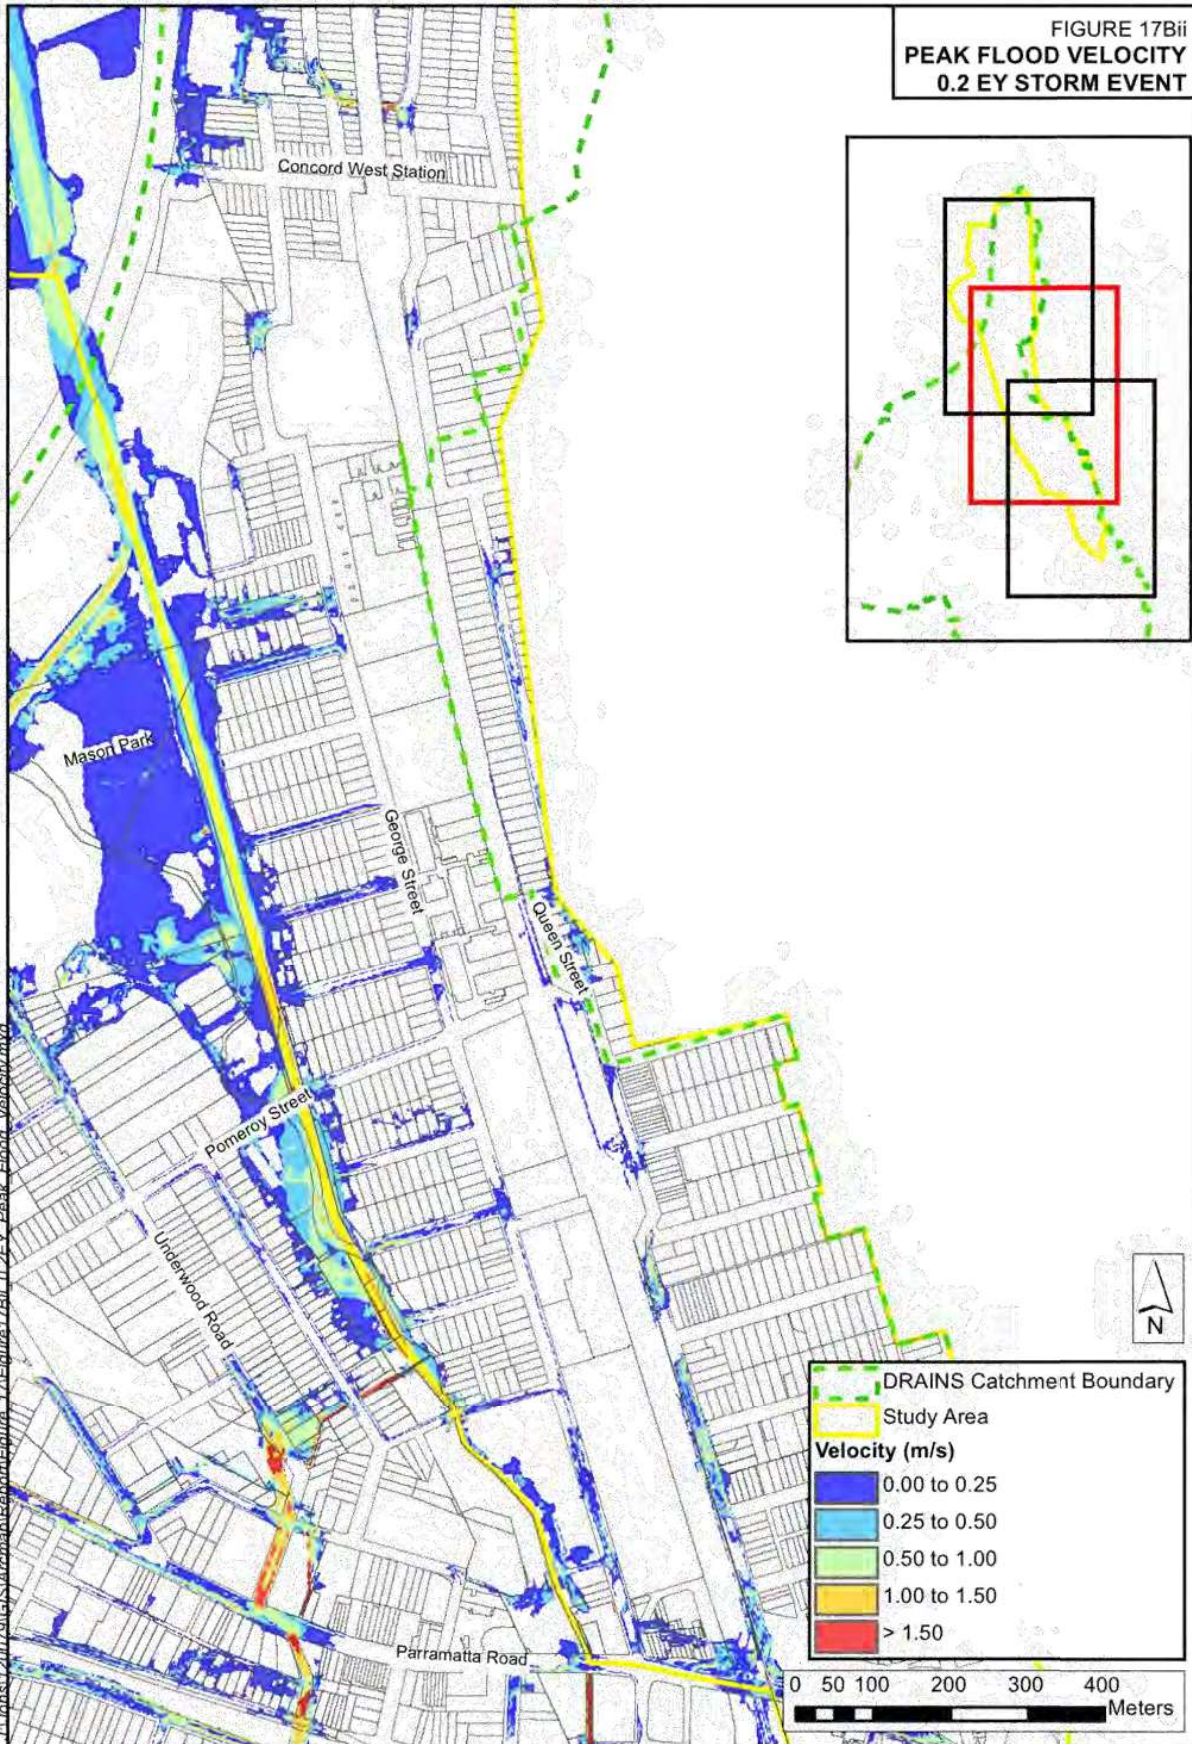 FIGURE 17Bii
PEAK FLOOD VELOCITY
0.2 EY STORM EVENT
Concord West Station
Mason Park
George Street
Queen Street
Pomeroy Street
Underwood Road
Parramatta Road
N
DRAINS Catchment Boundary
Study Area
Velocity (m/s)
0.00 to 0.25
0.25 to 0.50
0.50 to 1.00
1.00 to 1.50
> 1.50
0 50 100 200 300 400
Meters